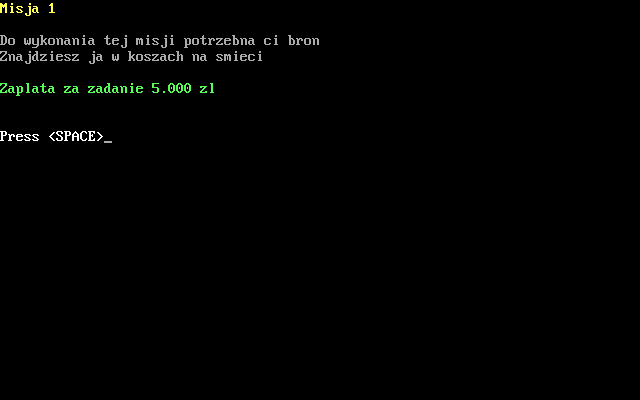 Misja 1
Do wykonania tej misji potrzebna ci bron
Znajdziesz ja w koszach na smieci
Zaplata za zadanie 5.000 zl
Press <SPACE>_